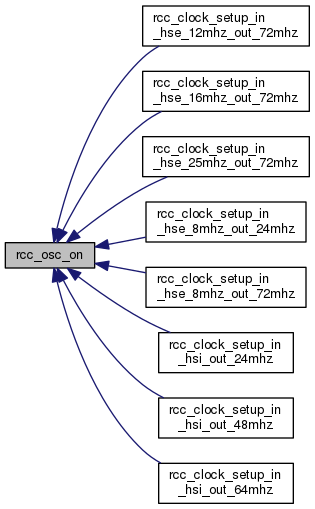 rcc_clock_setup_in
_hse_12mhz_out_72mhz
rcc_clock_setup_in
_hse_16mhz_out_72mhz
rcc_clock_setup_in
_hse_25mhz_out_72mhz
rcc_clock_setup_in
_hse_8mhz_out_24mhz
rcc_osc_on
rcc_clock_setup_in
_hse_8mhz_out_72mhz
rcc_clock_setup_in
_hsi_out_24mhz
rcc_clock_setup_in
_hsi_out_48mhz
rcc_clock_setup_in
_hsi_out_64mhz